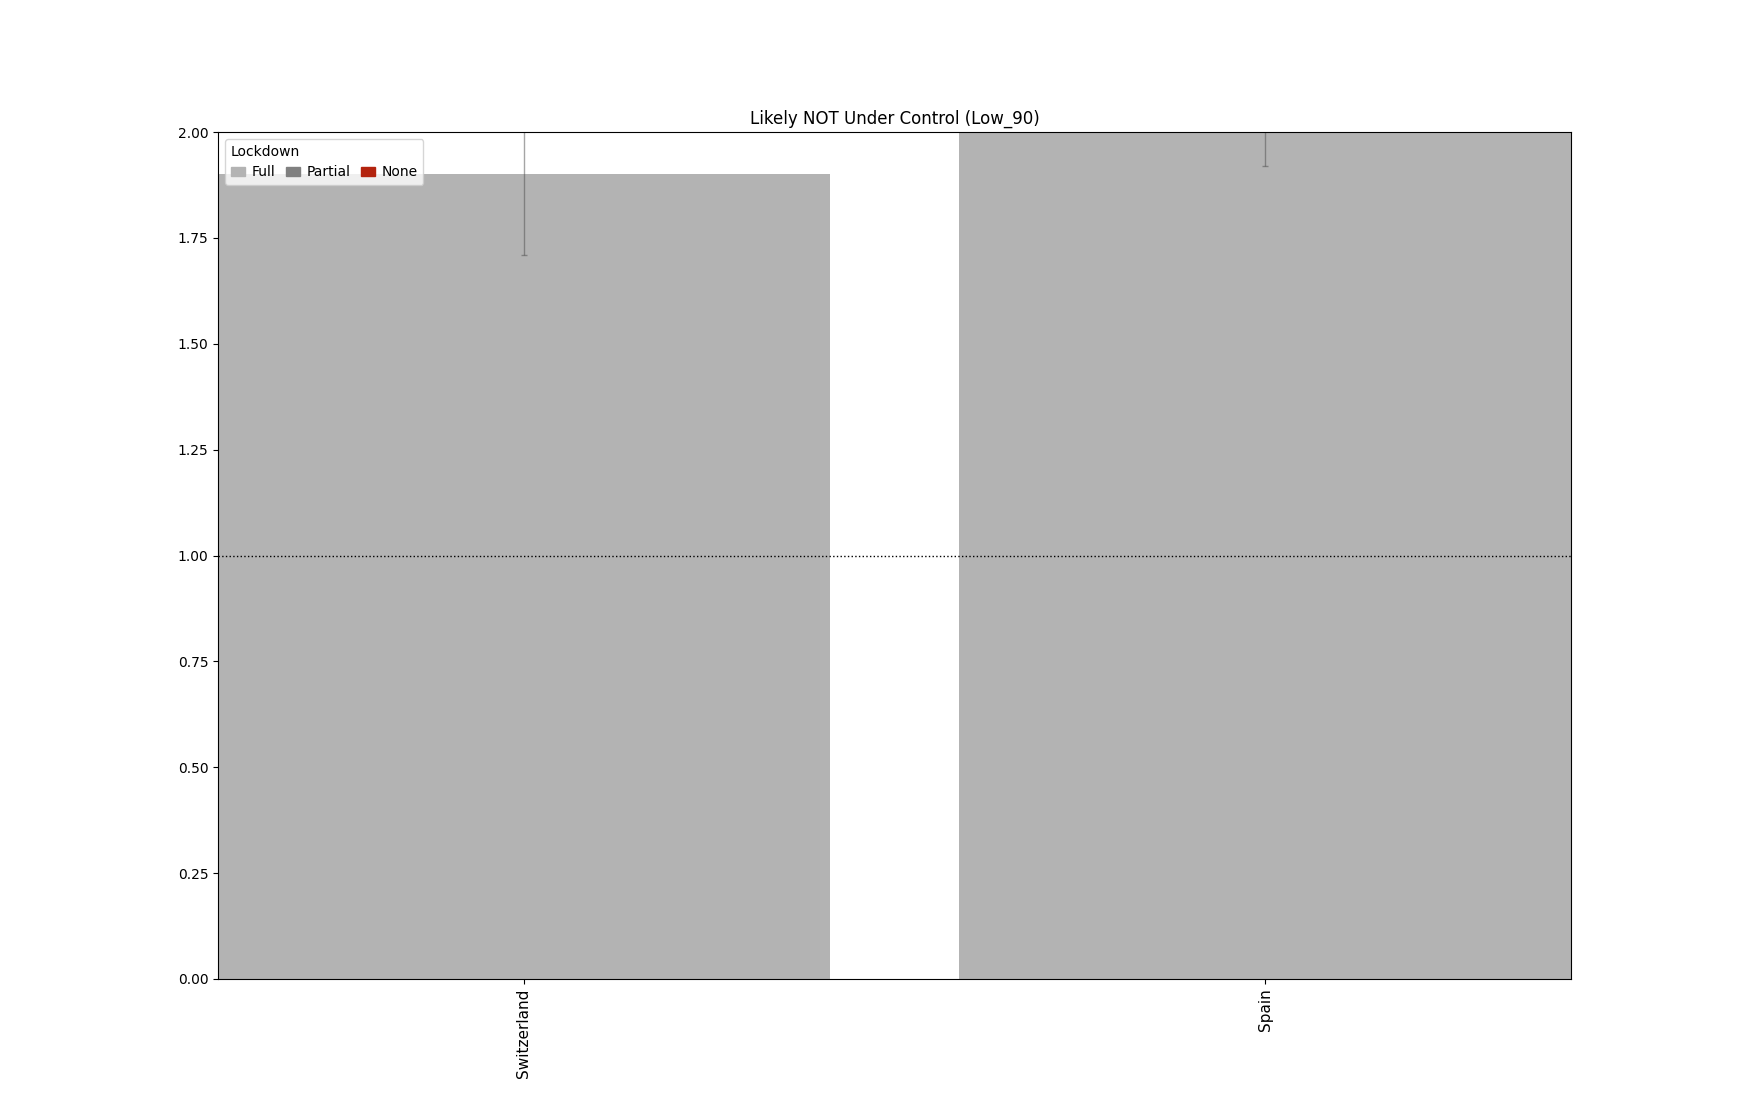 Likely NOT Under Control (Low_90)
2.00
Lockdown
Full Partial None
1.75
1.50
1.25
1.00
0.75
0.50
0.25
0.00
Switzerland
Spain